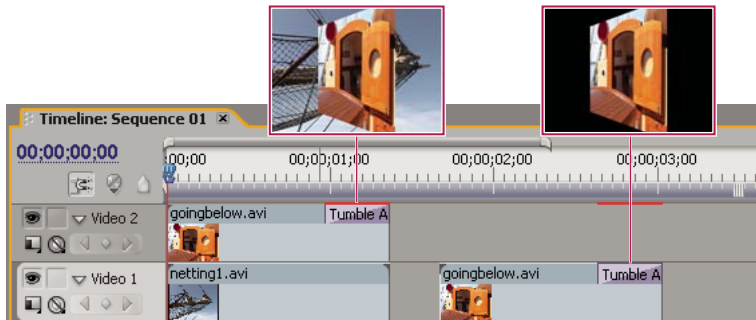 Timeline: Sequence 01
00;00;00;00
;00;00 00;00;01;00 00;00;02;00 00;00;03;00
Video 2 goingbelow.avi Tumble A
Video 1 netting1.avi goingbelow.avi Tumble A